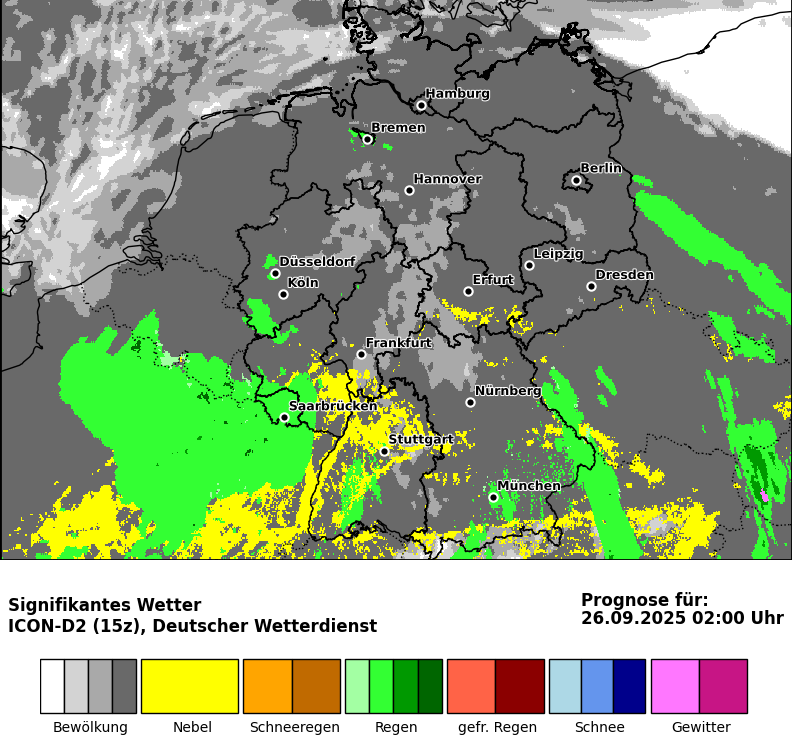 Hamburg
Bremen
Berlin
Hannover
Düsseldorf
Köln
Leipzig
Dresden
Erfurt
Frankfurt
Nürnberg
Saarbrücken
Stuttgart
München
Signifikantes Wetter
ICON-D2 (15z), Deutscher Wetterdienst
Prognose für:
26.09.2025 02:00 Uhr
Bewölkung Nebel Schneeregen Regen gefr. Regen Schnee Gewitter